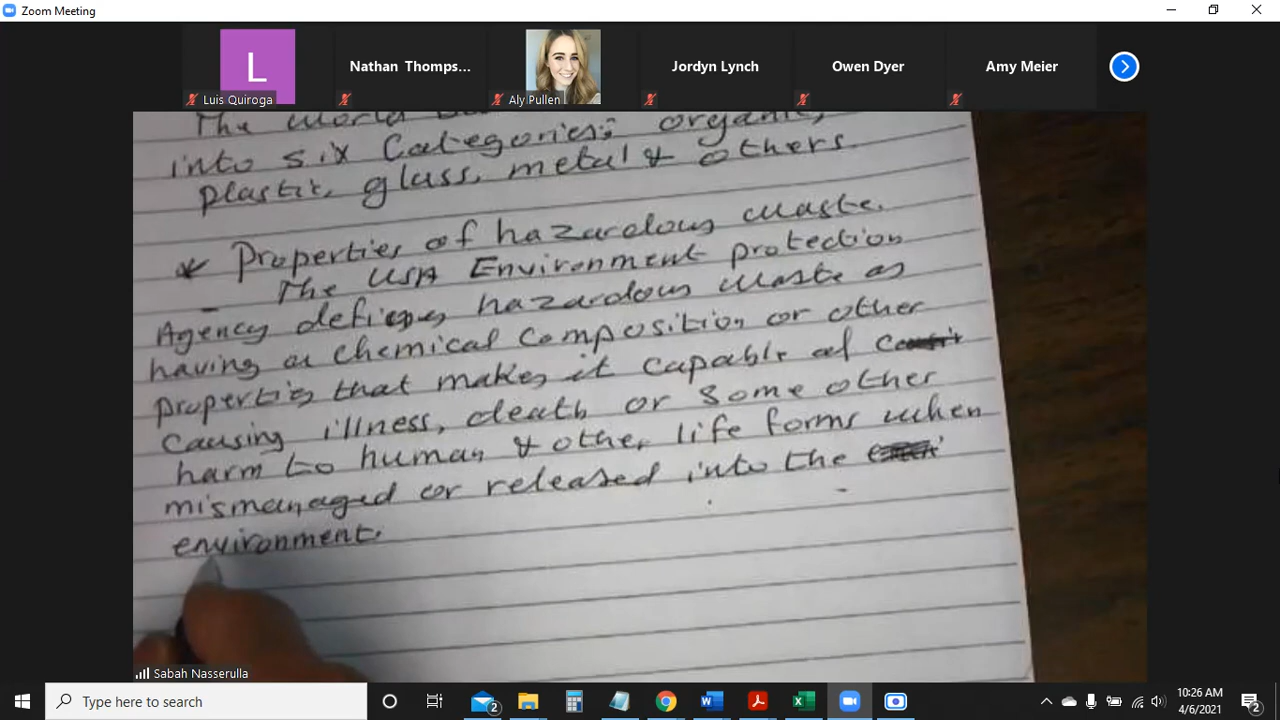 Zoom Meeting
L
Nathan Thomps...
Jordyn Lynch
Owen Dyer
Amy Meier
Luis Quiroga
Aly Pullen
The world
into six Categories: organic,
plastic, glass, metal & others.
* Properties of hazardous waste.
- The USA Environment protection
Agency defines hazardous waste as
having a chemical Composition or other
properties that makes it capable of
Causing illness, death or some other
harm to human & other life forms when
mismanaged or released into the
environment.
Sabah Nasserulla
Type here to search
2
W
X
10:26 AM
4/6/2021
2